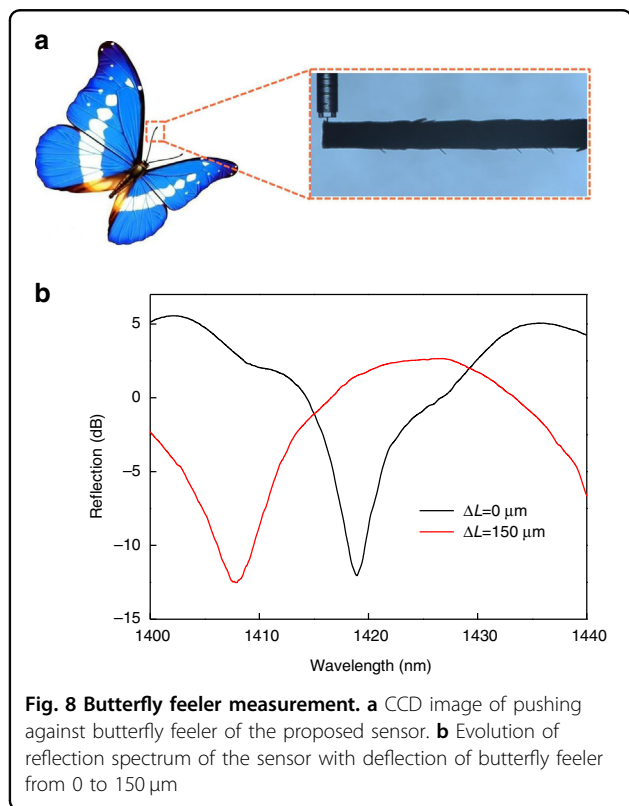 a
b
5
0
−5
−10
−15
Reflection (dB)
ΔL=0 μm
ΔL=150 μm
1400 1410 1420 1430 1440
Wavelength (nm)
Fig. 8 Butterfly feeler measurement. a CCD image of pushing
against butterfly feeler of the proposed sensor. b Evolution of
reflection spectrum of the sensor with deflection of butterfly feeler
from 0 to 150 μm